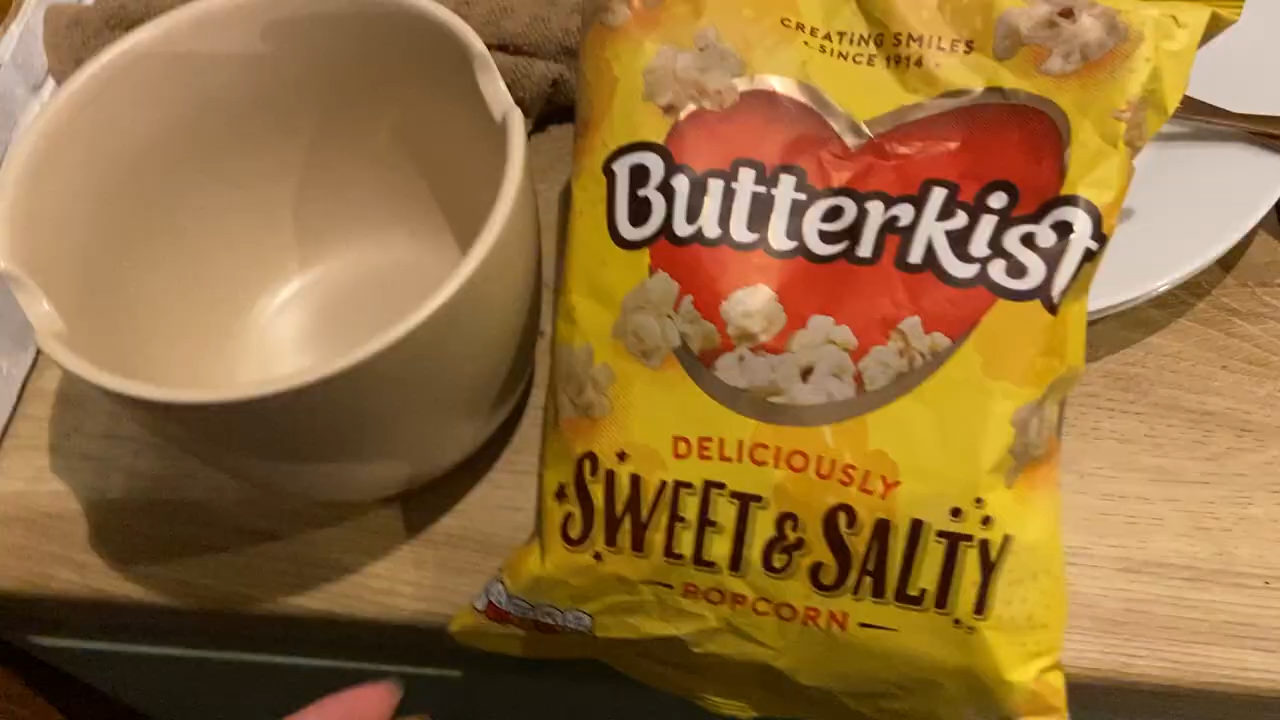 CREATING SMILES
SINCE 1914
Butterkist
DELICIOUSLY
SWEET & SALTY
POPCORN